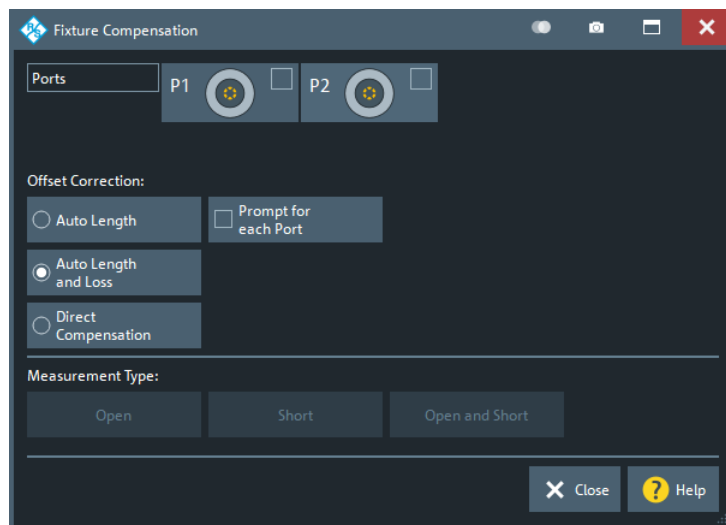 R&S Fixture Compensation
Ports
P1
P2
Offset Correction:
Auto Length
Prompt for
each Port
Auto Length
and Loss
Direct
Compensation
Measurement Type:
Open
Short
Open and Short
Close
? Help